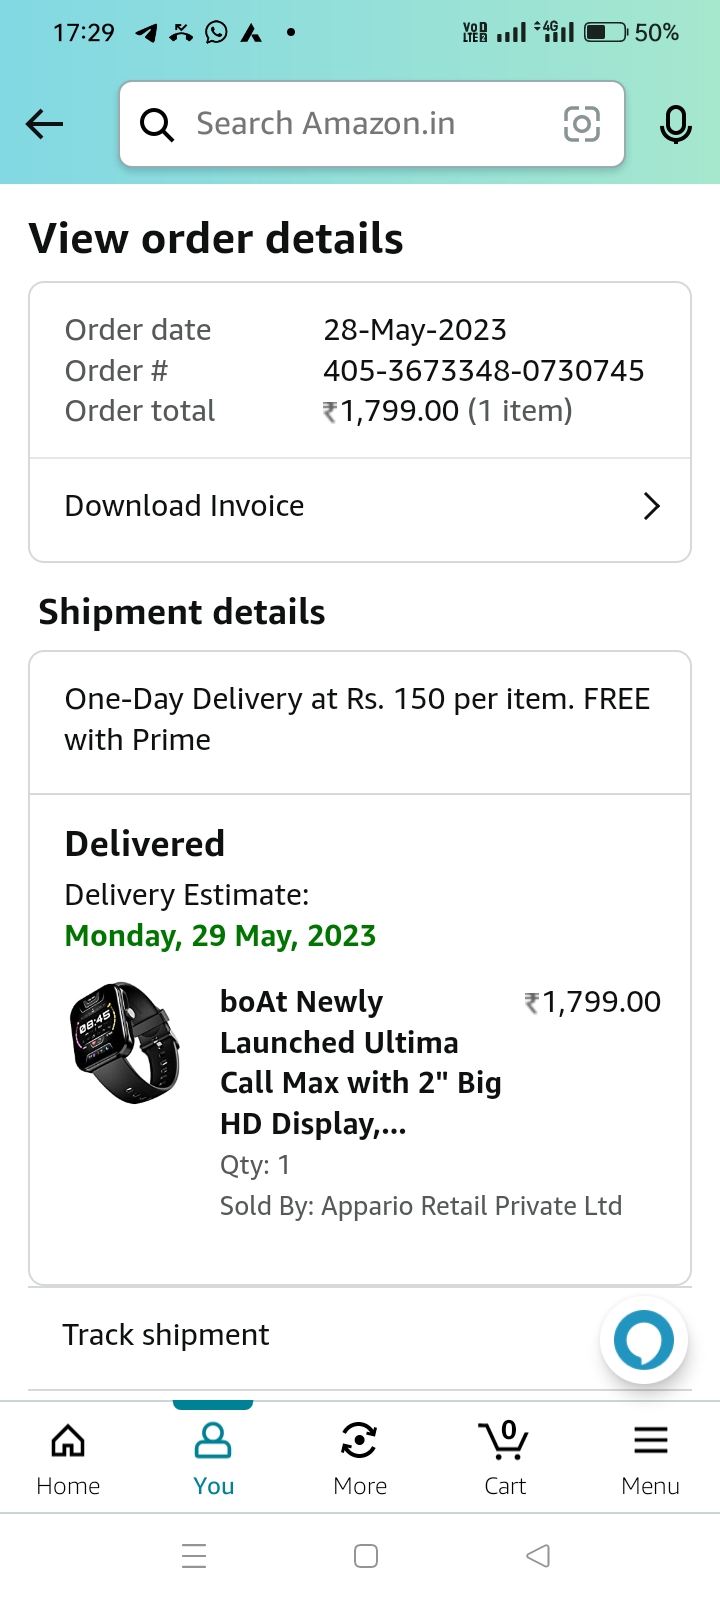 17:29
VoD LTE2 4G 50%
Search Amazon.in
View order details
Order date 28-May-2023
Order # 405-3673348-0730745
Order total ₹1,799.00 (1 item)
Download Invoice
Shipment details
One-Day Delivery at Rs. 150 per item. FREE
with Prime
Delivered
Delivery Estimate:
Monday, 29 May, 2023
08:45
boAt Newly ₹1,799.00
Launched Ultima
Call Max with 2" Big
HD Display,...
Qty: 1
Sold By: Appario Retail Private Ltd
Track shipment
0
Home You More Cart Menu